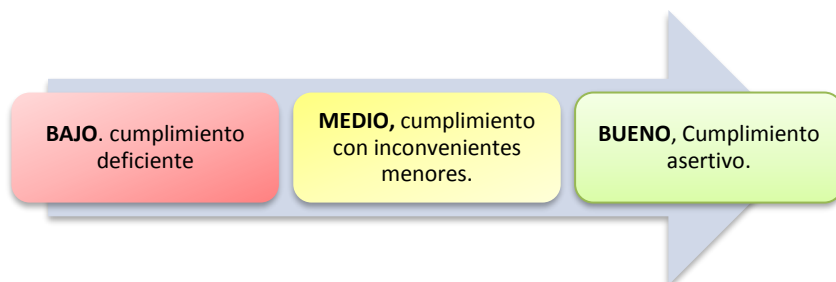 BAJO. cumplimiento
deficiente
MEDIO, cumplimiento
con inconvenientes
menores.
BUENO, Cumplimiento
asertivo.